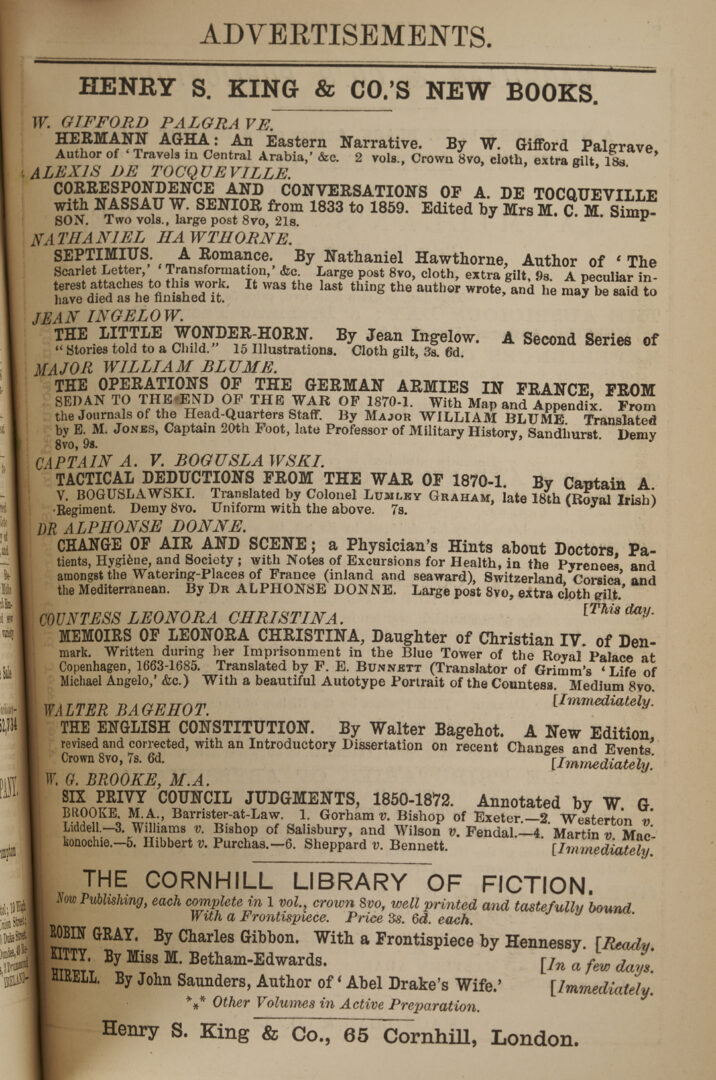 ADVERTISEMENTS.
HENRY S. KING & CO.'S NEW BOOKS.
W. GIFFORD PALGRAVE.
HERMANN AGHA: An Eastern Narrative. By W. Gifford Palgrave,
Author of 'Travels in Central Arabia,' &c. 2 vols., Crown 8vo, cloth, extra gilt, 18s.
ALEXIS DE TOCQUEVILLE.
CORRESPONDENCE AND CONVERSATIONS OF A. DE TOCQUEVILLE
with NASSAU W. SENIOR from 1833 to 1859. Edited by Mrs M. C. M. SIMP-
SON. Two vols., large post 8vo, 21s.
NATHANIEL HAWTHORNE.
SEPTIMIUS. A Romance. By Nathaniel Hawthorne, Author of 'The
Scarlet Letter,' 'Transformation,' &c. Large post 8vo, cloth, extra gilt, 9s. A peculiar in-
terest attaches to this work. It was the last thing the author wrote, and he may be said to
have died as he finished it.
JEAN INGELOW.
THE LITTLE WONDER-HORN. By Jean Ingelow. A Second Series of
"Stories told to a Child." 15 Illustrations. Cloth gilt, 3s. 6d.
MAJOR WILLIAM BLUME.
THE OPERATIONS OF THE GERMAN ARMIES IN FRANCE, FROM
SEDAN TO THE END OF THE WAR OF 1870-1. With Map and Appendix. From
the Journals of the Head-Quarters Staff. By MAJOR WILLIAM BLUME. Translated
by E. M. JONES, Captain 20th Foot, late Professor of Military History, Sandhurst. Demy
8vo, 9s.
CAPTAIN A. V. BOGUSLAWSKI.
TACTICAL DEDUCTIONS FROM THE WAR OF 1870-1. By Captain A.
V. BOGUSLAWSKI. Translated by Colonel LUMLEY GRAHAM, late 18th (Royal Irish)
Regiment. Demy 8vo. Uniform with the above. 7s.
DR ALPHONSE DONNE.
CHANGE OF AIR AND SCENE; a Physician's Hints about Doctors, Pa-
tients, Hygiène, and Society; with Notes of Excursions for Health, in the Pyrenees, and
amongst the Watering-Places of France (inland and seaward), Switzerland, Corsica, and
the Mediterranean. By DR ALPHONSE DONNE. Large post 8vo, extra cloth gilt.
[This day.
COUNTESS LEONORA CHRISTINA.
MEMOIRS OF LEONORA CHRISTINA, Daughter of Christian IV. of Den-
mark. Written during her Imprisonment in the Blue Tower of the Royal Palace at
Copenhagen, 1663-1685. Translated by F. E. BUNNETT (Translator of Grimm's 'Life of
Michael Angelo,' &c.) With a beautiful Autotype Portrait of the Countess. Medium 8vo.
[Immediately.
WALTER BAGEHOT.
THE ENGLISH CONSTITUTION. By Walter Bagehot. A New Edition,
revised and corrected, with an Introductory Dissertation on recent Changes and Events.
Crown 8vo, 7s. 6d. [Immediately.
W. G. BROOKE, M.A.
SIX PRIVY COUNCIL JUDGMENTS, 1850-1872. Annotated by W. G.
BROOKE, M.A., Barrister-at-Law. 1. Gorham v. Bishop of Exeter.—2. Westerton v.
Liddell.—3. Williams v. Bishop of Salisbury, and Wilson v. Fendal.—4. Martin v. Mac-
konochie.—5. Hibbert v. Purchas.—6. Sheppard v. Bennett. [Immediately.
THE CORNHILL LIBRARY OF FICTION.
Now Publishing, each complete in 1 vol., crown 8vo, well printed and tastefully bound.
With a Frontispiece. Price 3s. 6d. each.
ROBIN GRAY. By Charles Gibbon. With a Frontispiece by Hennessy. [Ready.
KITTY. By Miss M. Betham-Edwards. [In a few days.
HIRELL. By John Saunders, Author of 'Abel Drake's Wife.' [Immediately.
*** Other Volumes in Active Preparation.
Henry S. King & Co., 65 Cornhill, London.